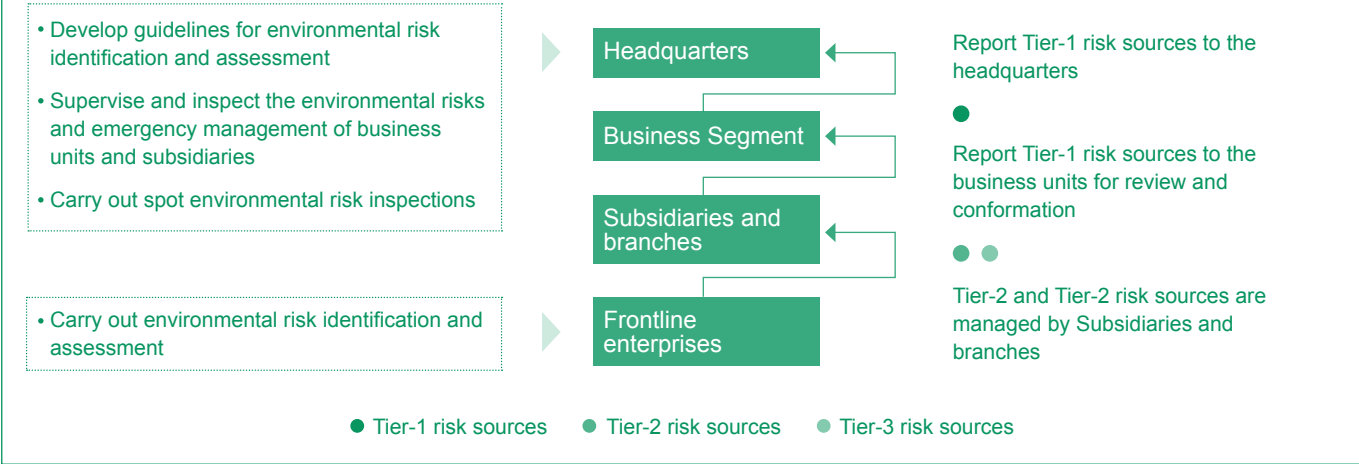 • Develop guidelines for environmental risk
identification and assessment
• Supervise and inspect the environmental risks
and emergency management of business
units and subsidiaries
• Carry out spot environmental risk inspections
• Carry out environmental risk identification and
assessment
Headquarters
Business Segment
Subsidiaries and
branches
Frontline
enterprises
Report Tier-1 risk sources to the
headquarters
Report Tier-1 risk sources to the
business units for review and
conformation
Tier-2 and Tier-2 risk sources are
managed by Subsidiaries and
branches
Tier-1 risk sources
Tier-2 risk sources
Tier-3 risk sources